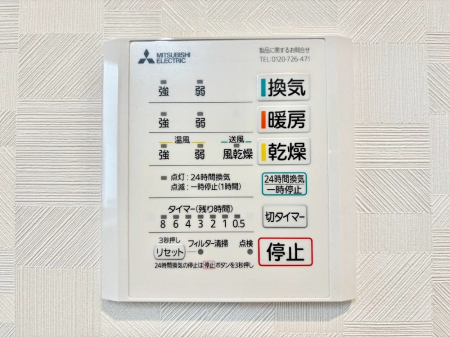 MITSUBISHI
ELECTRIC
製品に関するお問合せ
TEL:0120-726-471
強 弱 換気
強 弱 暖房
温風 送風
強 弱 風乾燥 乾燥
点灯:24時間換気
点滅:一時停止(1時間)
24時間換気
一時停止
タイマー(残り時間)
8 6 4 3 2 1 0.5
切タイマー
3秒押し
リセット フィルター清掃 点検
停止
24時間換気の停止は停止ボタンを3秒押し